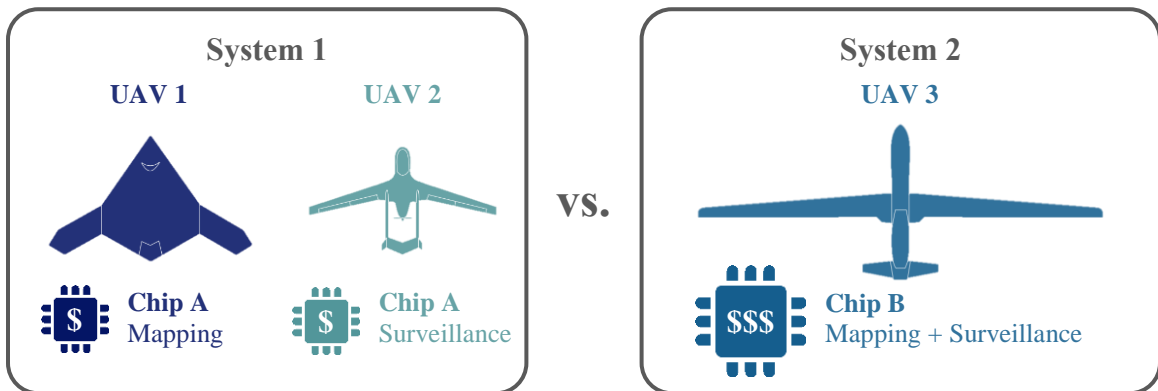 System 1
UAV 1
UAV 2
$
Chip A
Mapping
$
Chip A
Surveillance
vs.
System 2
UAV 3
$$$
Chip B
Mapping + Surveillance